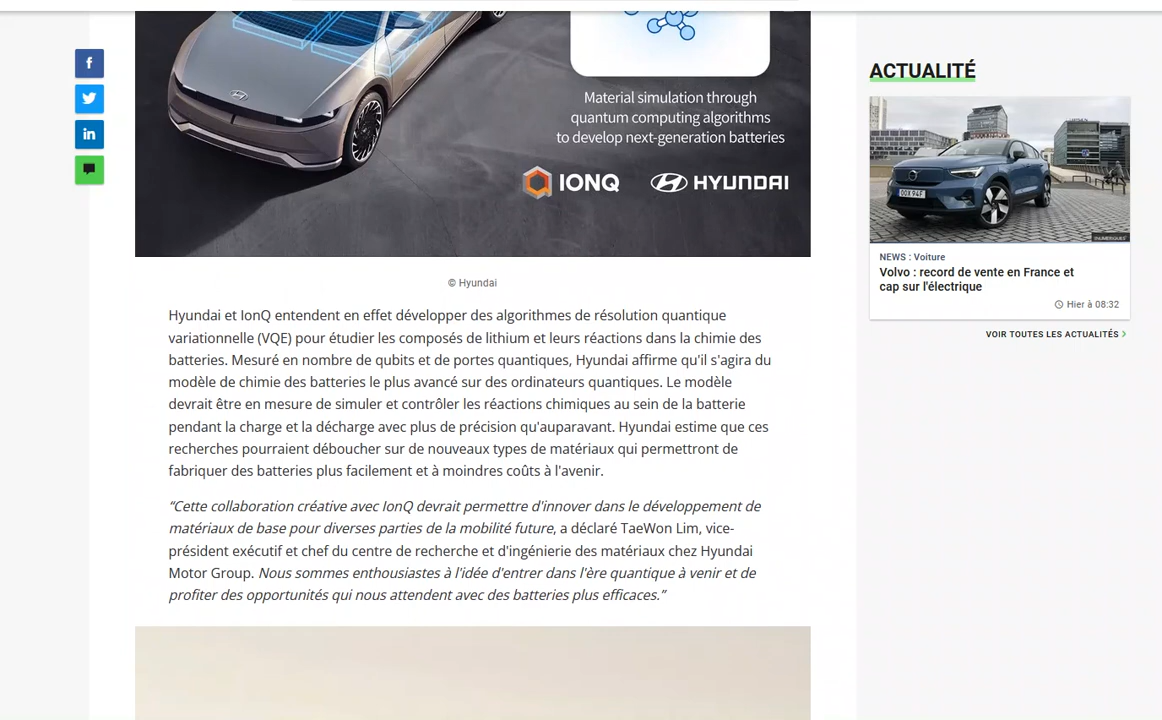 Material simulation through
quantum computing algorithms
to develop next-generation batteries
IONQ HYUNDAI
© Hyundai
Hyundai et IonQ entendent en effet développer des algorithmes de résolution quantique
variationnelle (VQE) pour étudier les composés de lithium et leurs réactions dans la chimie des
batteries. Mesuré en nombre de qubits et de portes quantiques, Hyundai affirme qu'il s'agira du
modèle de chimie des batteries le plus avancé sur des ordinateurs quantiques. Le modèle
devrait être en mesure de simuler et contrôler les réactions chimiques au sein de la batterie
pendant la charge et la décharge avec plus de précision qu'auparavant. Hyundai estime que ces
recherches pourraient déboucher sur de nouveaux types de matériaux qui permettront de
fabriquer des batteries plus facilement et à moindres coûts à l'avenir.
“Cette collaboration créative avec IonQ devrait permettre d'innover dans le développement de
matériaux de base pour diverses parties de la mobilité future, a déclaré TaeWon Lim, vice-
président exécutif et chef du centre de recherche et d'ingénierie des matériaux chez Hyundai
Motor Group. Nous sommes enthousiastes à l'idée d'entrer dans l'ère quantique à venir et de
profiter des opportunités qui nous attendent avec des batteries plus efficaces.”
ACTUALITÉ
NEWS : Voiture
Volvo : record de vente en France et
cap sur l'électrique
Hier à 08:32
VOIR TOUTES LES ACTUALITÉS